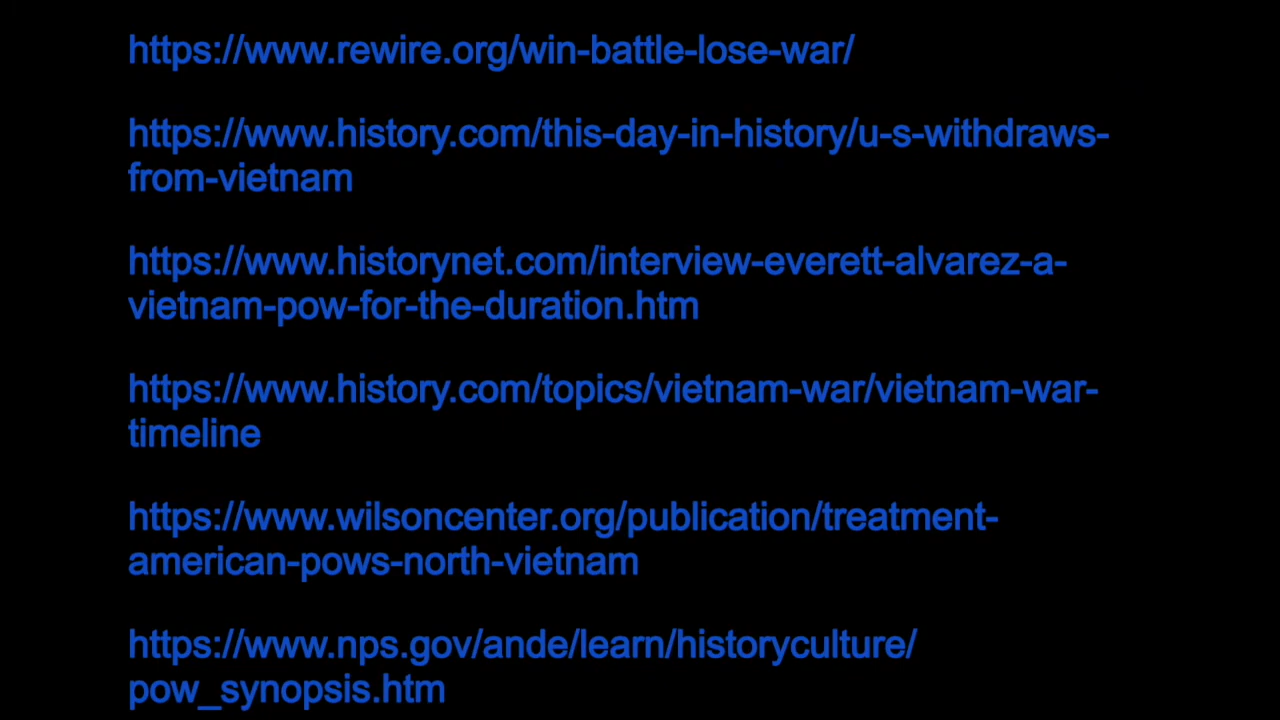 https://www.rewire.org/win-battle-lose-war/
https://www.history.com/this-day-in-history/u-s-withdraws-
from-vietnam
https://www.historynet.com/interview-everett-alvarez-a-
vietnam-pow-for-the-duration.htm
https://www.history.com/topics/vietnam-war/vietnam-war-
timeline
https://www.wilsoncenter.org/publication/treatment-
american-pows-north-vietnam
https://www.nps.gov/ande/learn/historyculture/
pow_synopsis.htm